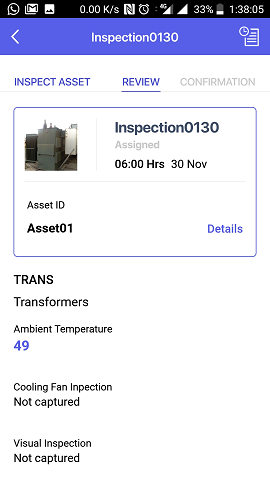 0.00 K/s 4G 33% 1:38:05
Inspection0130
INSPECT ASSET REVIEW CONFIRMATION
Inspection0130
Assigned
06:00 Hrs 30 Nov
Asset ID
Asset01 Details
TRANS
Transformers
Ambient Temperature
49
Cooling Fan Inpection
Not captured
Visual Inspection
Not captured